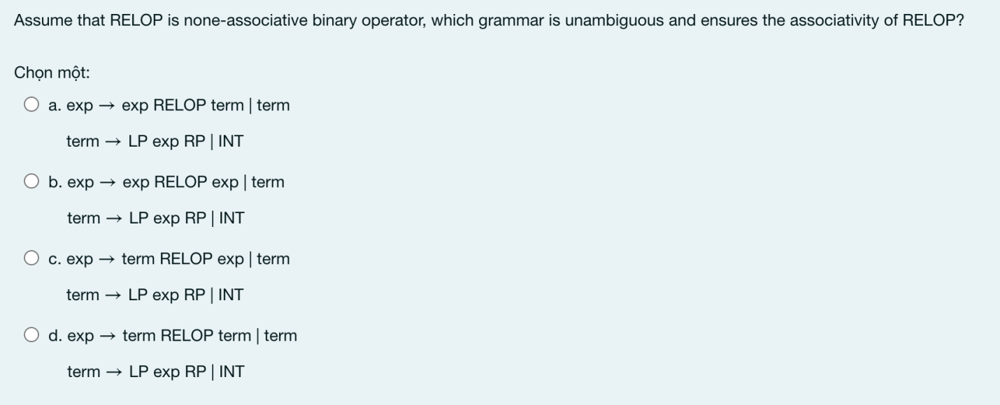 Assume that RELOP is none-associative binary operator, which grammar is unambiguous and ensures the associativity of RELOP?
Chọn một:
a. exp → exp RELOP term | term
term → LP exp RP | INT
b. exp → exp RELOP exp | term
term → LP exp RP | INT
c. exp → term RELOP exp | term
term → LP exp RP | INT
d. exp → term RELOP term | term
term → LP exp RP | INT